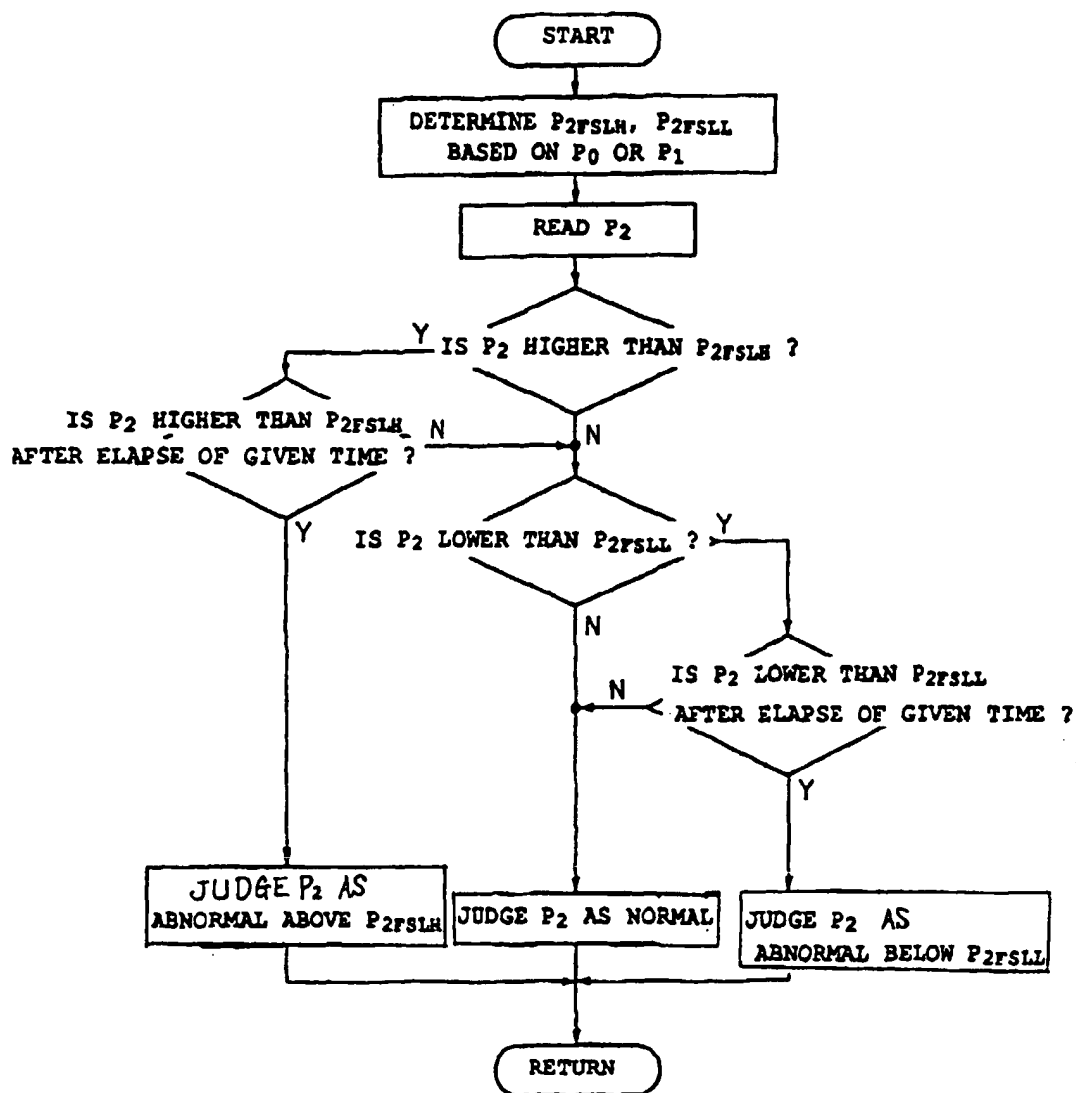 START
DETERMINE P2FSLH, P2FSLL
BASED ON P0 OR P1
READ P2
Y
IS P2 HIGHER THAN P2FSLH ?
N
IS P2 HIGHER THAN P2FSLH
AFTER ELAPSE OF GIVEN TIME ?
N
Y
IS P2 LOWER THAN P2FSLL ?
Y
N
IS P2 LOWER THAN P2FSLL
AFTER ELAPSE OF GIVEN TIME ?
N
Y
JUDGE P2 AS
ABNORMAL ABOVE P2FSLH
JUDGE P2 AS NORMAL
JUDGE P2 AS
ABNORMAL BELOW P2FSLL
RETURN